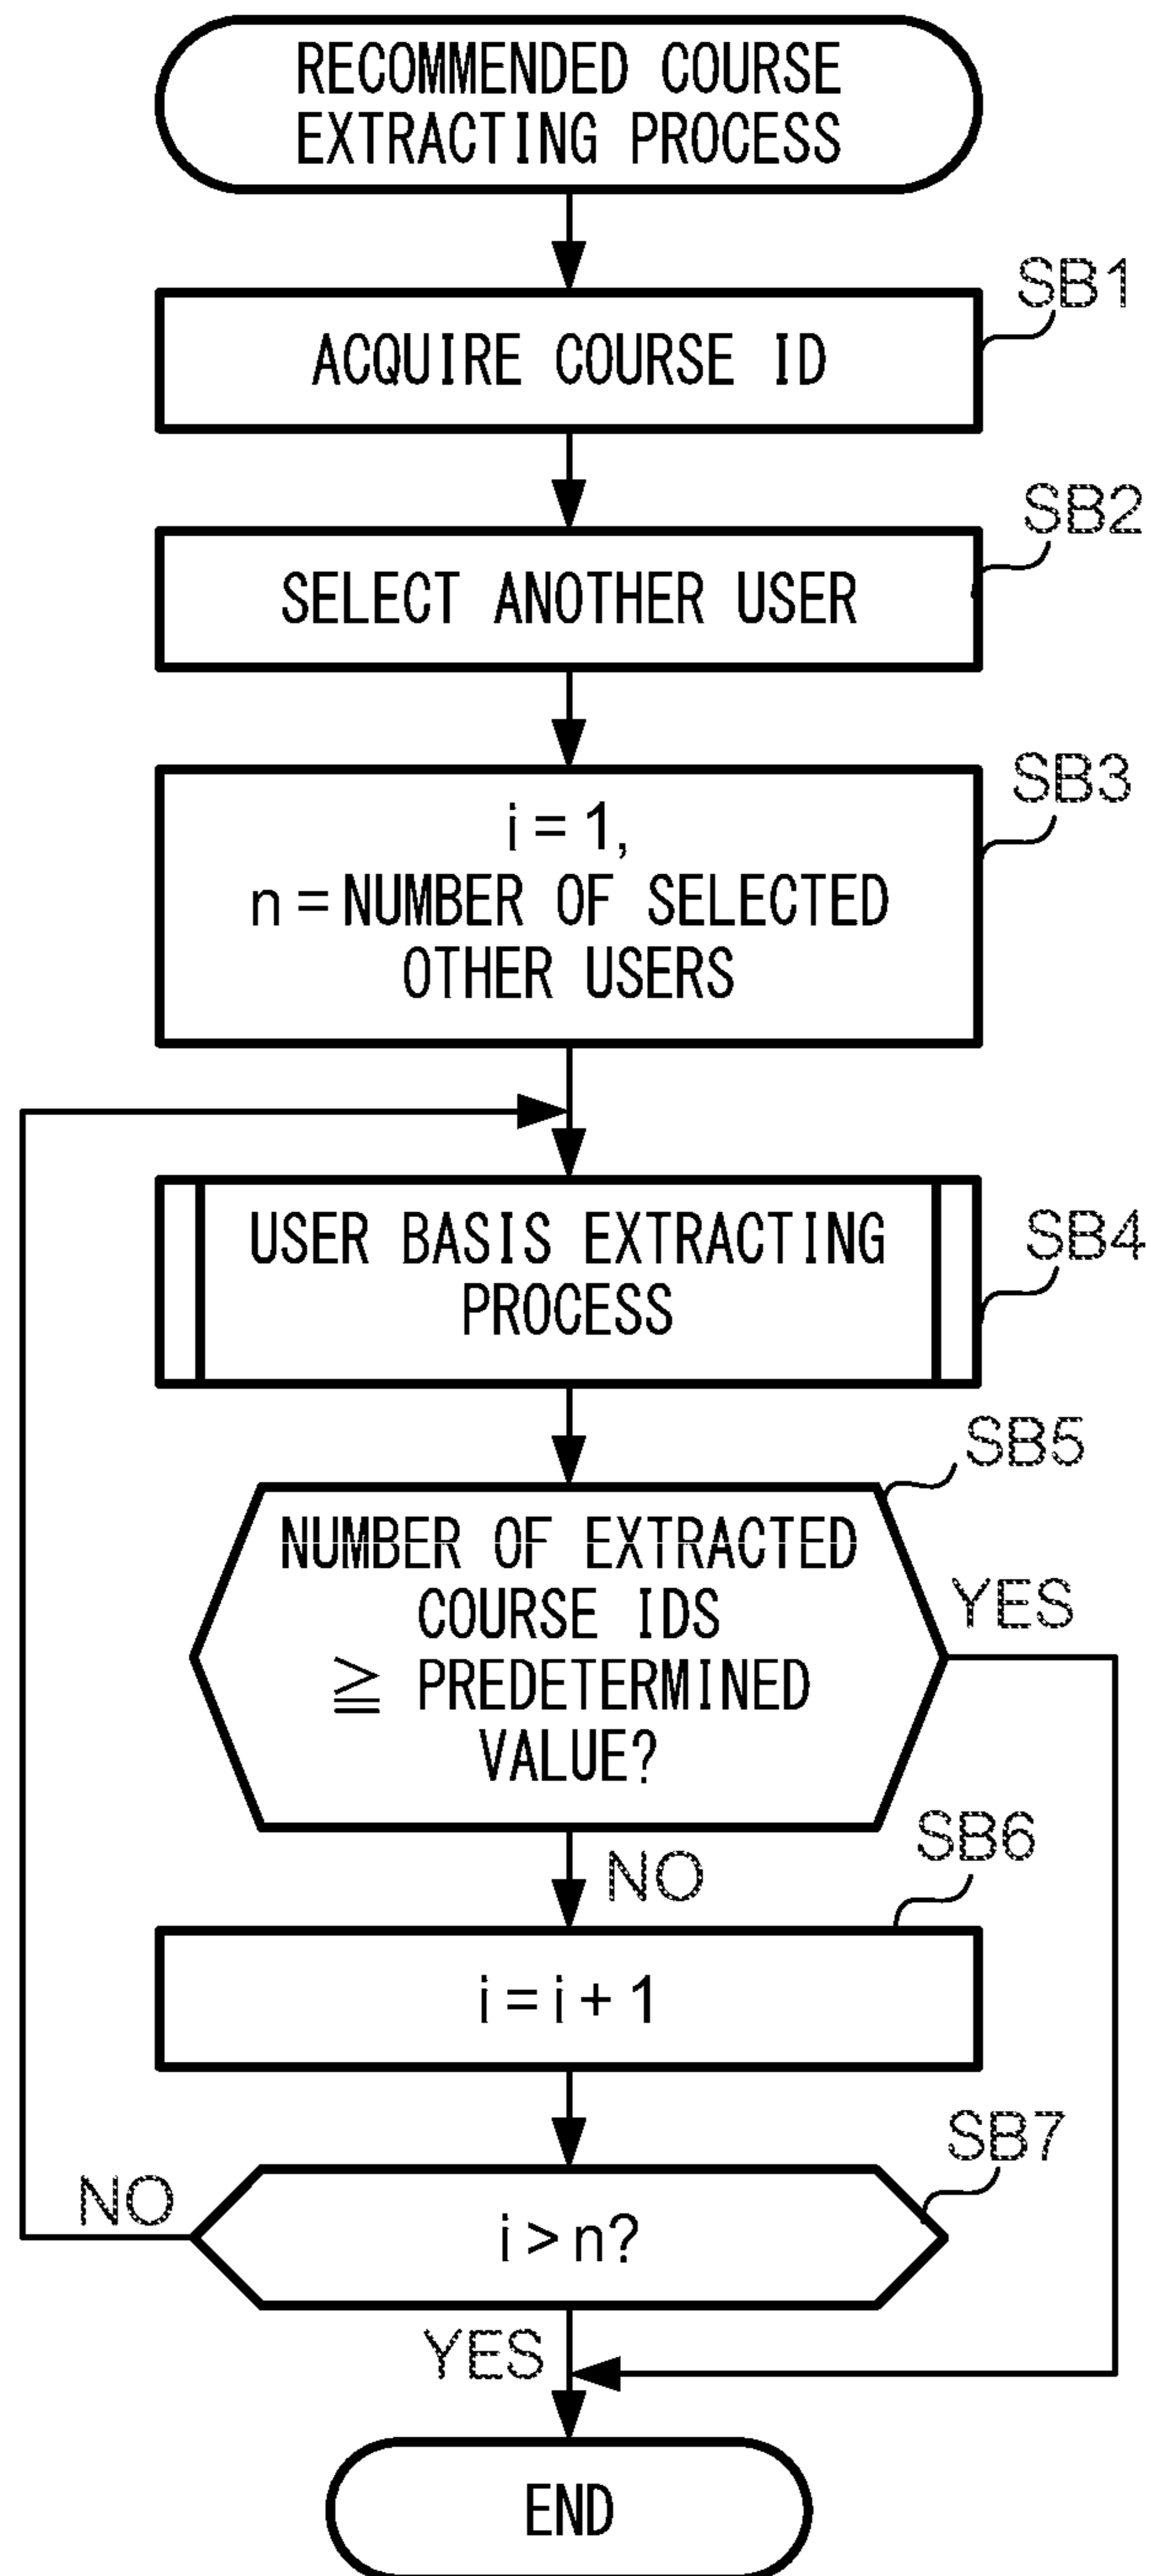 RECOMMENDED COURSE
EXTRACTING PROCESS
SB1
ACQUIRE COURSE ID
SB2
SELECT ANOTHER USER
SB3
i = 1,
n = NUMBER OF SELECTED
OTHER USERS
SB4
USER BASIS EXTRACTING
PROCESS
SB5
NUMBER OF EXTRACTED
COURSE IDS
≧ PREDETERMINED
VALUE?
YES
NO
SB6
i = i + 1
SB7
NO
i > n?
YES
END